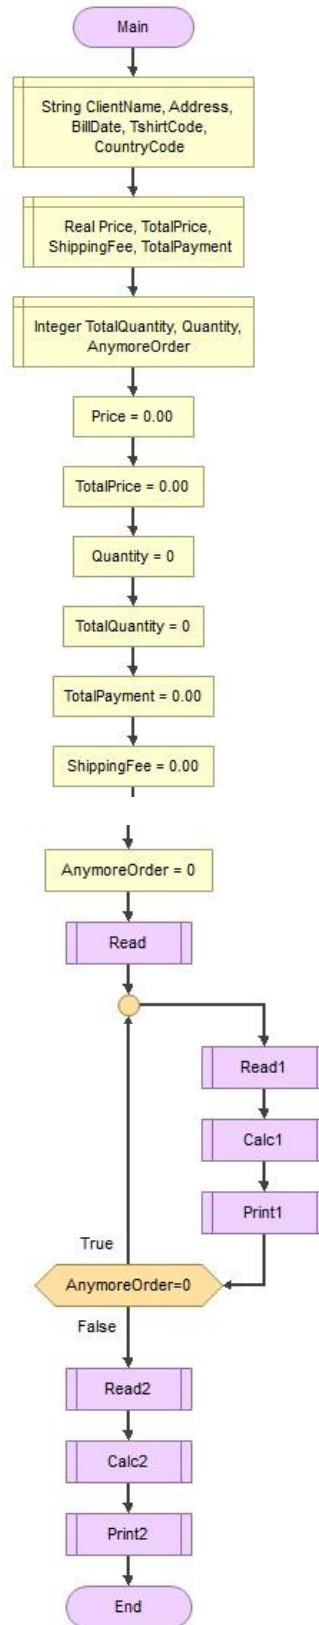 Main
String ClientName, Address,
BillDate, TshirtCode,
CountryCode
Real Price, TotalPrice,
ShippingFee, TotalPayment
Integer TotalQuantity, Quantity,
AnymoreOrder
Price = 0.00
TotalPrice = 0.00
Quantity = 0
TotalQuantity = 0
TotalPayment = 0.00
ShippingFee = 0.00
AnymoreOrder = 0
Read
Read1
Calc1
Print1
True
AnymoreOrder=0
False
Read2
Calc2
Print2
End